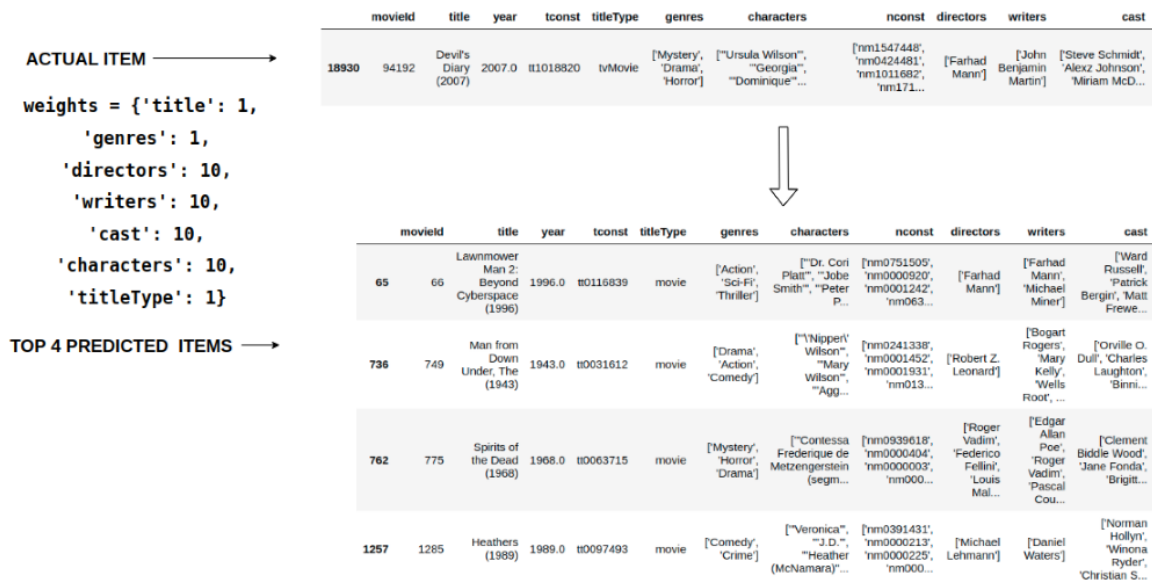 movieId title year tconst titleType genres characters nconst directors writers cast
ACTUAL ITEM
18930 94192 Devil's Diary (2007) 2007.0 tt1018820 tvMovie ['Mystery', 'Drama', 'Horror'] ["'Ursula Wilson'", "'Georgia'", "'Dominique'"... ['nm1547448', 'nm0424481', 'nm1011682', 'nm171... ['Farhad Mann'] ['John Benjamin Martin'] ['Steve Schmidt', 'Alexz Johnson', 'Miriam McD...
weights = {'title': 1,
'genres': 1,
'directors': 10,
'writers': 10,
'cast': 10,
'characters': 10,
'titleType': 1}
TOP 4 PREDICTED ITEMS
movieId title year tconst titleType genres characters nconst directors writers cast
65 66 Lawnmower Man 2: Beyond Cyberspace (1996) 1996.0 tt0116839 movie ['Action', 'Sci-Fi', 'Thriller'] ["'Dr. Cori Platt'", "'Jobe Smith'", "'Peter P... ['nm0751505', 'nm0000920', 'nm0001242', 'nm063... ['Farhad Mann'] ['Farhad Mann', 'Michael Miner'] ['Ward Russell', 'Patrick Bergin', 'Matt Frewe...
736 749 Man from Down Under, The (1943) 1943.0 tt0031612 movie ['Drama', 'Action', 'Comedy'] ["'\'Nipper\' Wilson'", "'Mary Wilson'", "'Agg... ['nm0241338', 'nm0001452', 'nm0001931', 'nm013... ['Robert Z. Leonard'] ['Bogart Rogers', 'Mary Kelly', 'Wells Root', ... ['Orville O. Dull', 'Charles Laughton', 'Binni...
762 775 Spirits of the Dead (1968) 1968.0 tt0063715 movie ['Mystery', 'Horror', 'Drama'] ["'Contessa Frederique de Metzengerstein (segm... ['nm0939618', 'nm0000404', 'nm0000003', 'nm000... ['Roger Vadim', 'Federico Fellini', 'Louis Mal... ['Edgar Allan Poe', 'Roger Vadim', 'Pascal Cou... ['Clement Biddle Wood', 'Jane Fonda', 'Brigitt...
1257 1285 Heathers (1989) 1989.0 tt0097493 movie ['Comedy', 'Crime'] ["'Veronica'", "'J.D.'", "'Heather (McNamara)'... ['nm0391431', 'nm0000213', 'nm0000225', 'nm000... ['Michael Lehmann'] ['Daniel Waters'] ['Norman Hollyn', 'Winona Ryder', 'Christian S...